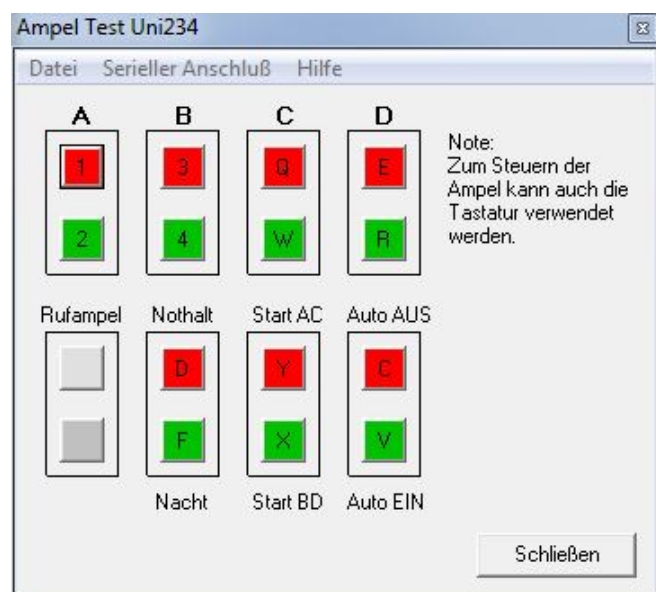 Ampel Test Uni234
Datei Serieller Anschluß Hilfe
A B C D
1 3 Q E
2 4 W R
Note:
Zum Steuern der
Ampel kann auch die
Tastatur verwendet
werden.
Rufampel Nothalt Start AC Auto AUS
D Y C
F X V
Nacht Start BD Auto EIN
Schließen